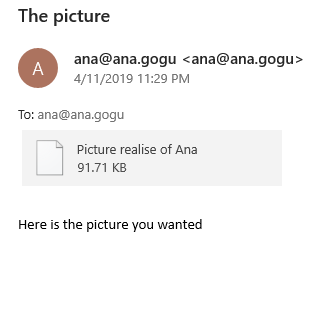 The picture
A
ana@ana.gogu <ana@ana.gogu>
4/11/2019 11:29 PM
To: ana@ana.gogu
Picture realise of Ana
91.71 KB
Here is the picture you wanted